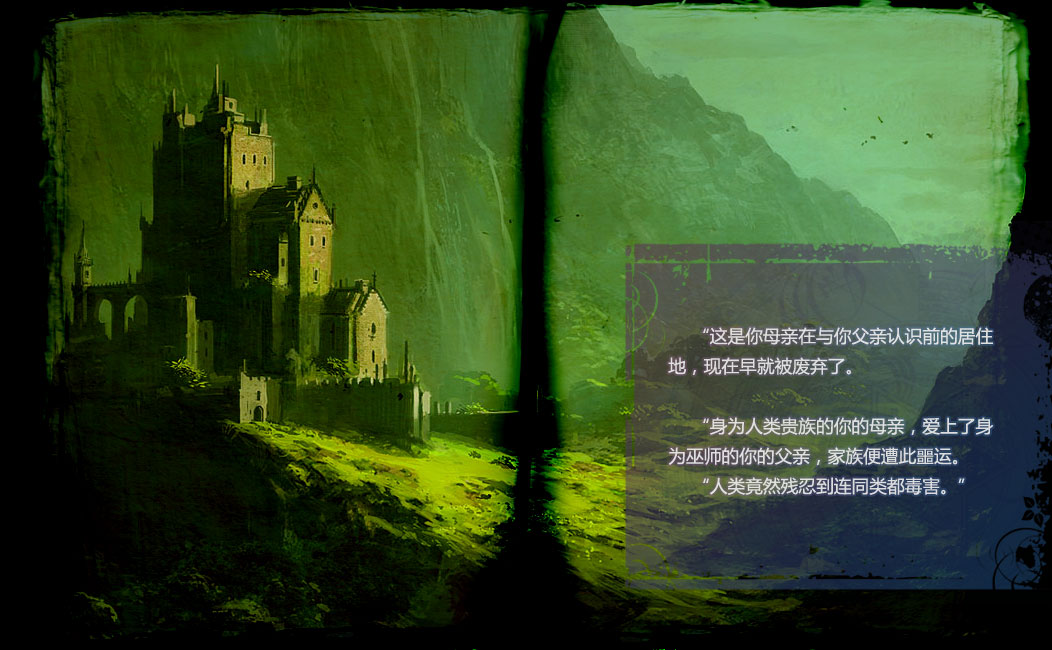 “这是你母亲在与你父亲认识前的居住
地，现在早就被废弃了。
“身为人类贵族的你的母亲，爱上了身
为巫师的你的父亲，家族便遭此噩运。
“人类竟然残忍到连同类都毒害。”